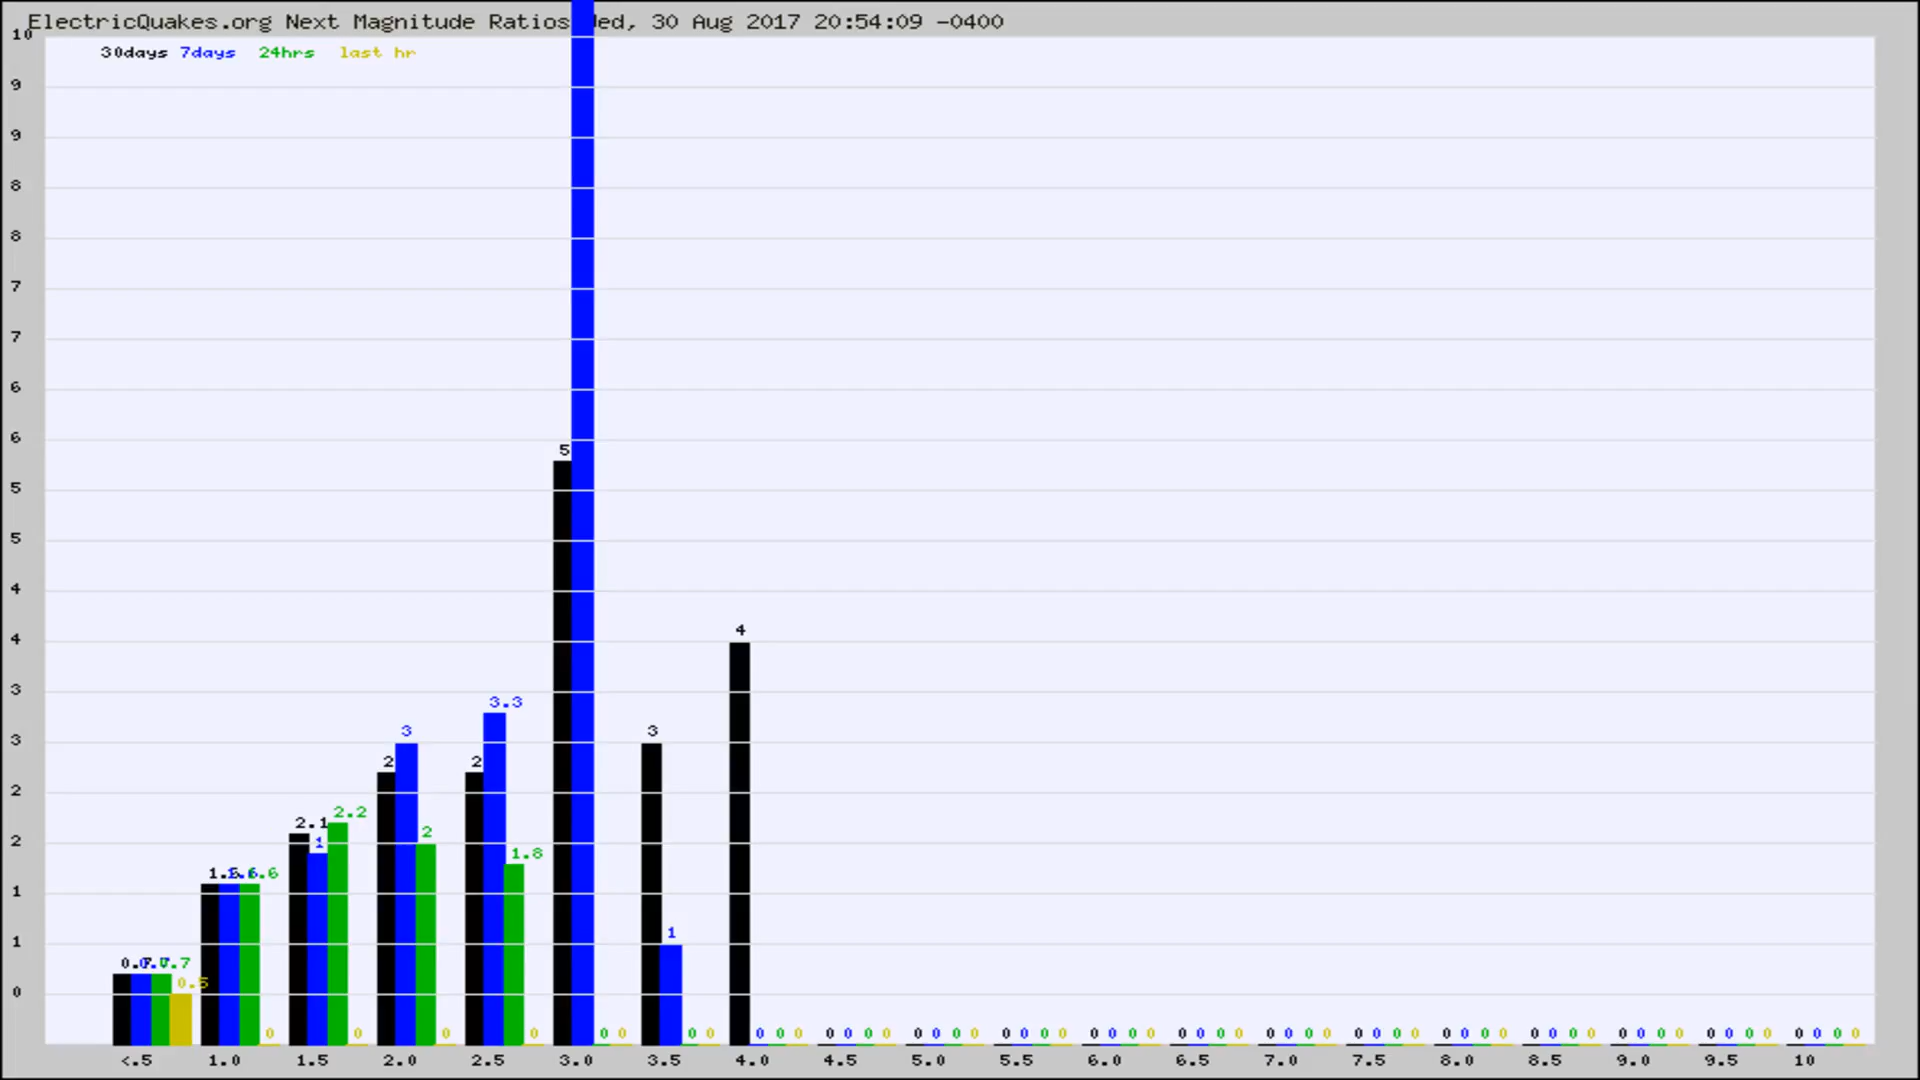 ElectricQuakes.org Next Magnitude Ratios ed, 30 Aug 2017 20:54:09 -0400
30days 7days 24hrs last hr
10
9
9
8
8
7
7
6
6
5
5
4
4
3
3
2
2
1
1
0
5
4
3.3
3
3
2
2
2.2
2.1
1
2
1.8
1
0.7
0.5
0 0 0 0 0 0 0 0 0
0 0 0
0 0 0 0
0 0 0 0
0 0 0 0
0 0 0 0
0 0 0 0
0 0 0 0
0 0 0 0
0 0 0 0
0 0 0 0
0 0 0 0
0 0 0 0
0 0 0 0
<.5 1.0 1.5 2.0 2.5 3.0 3.5 4.0 4.5 5.0 5.5 6.0 6.5 7.0 7.5 8.0 8.5 9.0 9.5 10